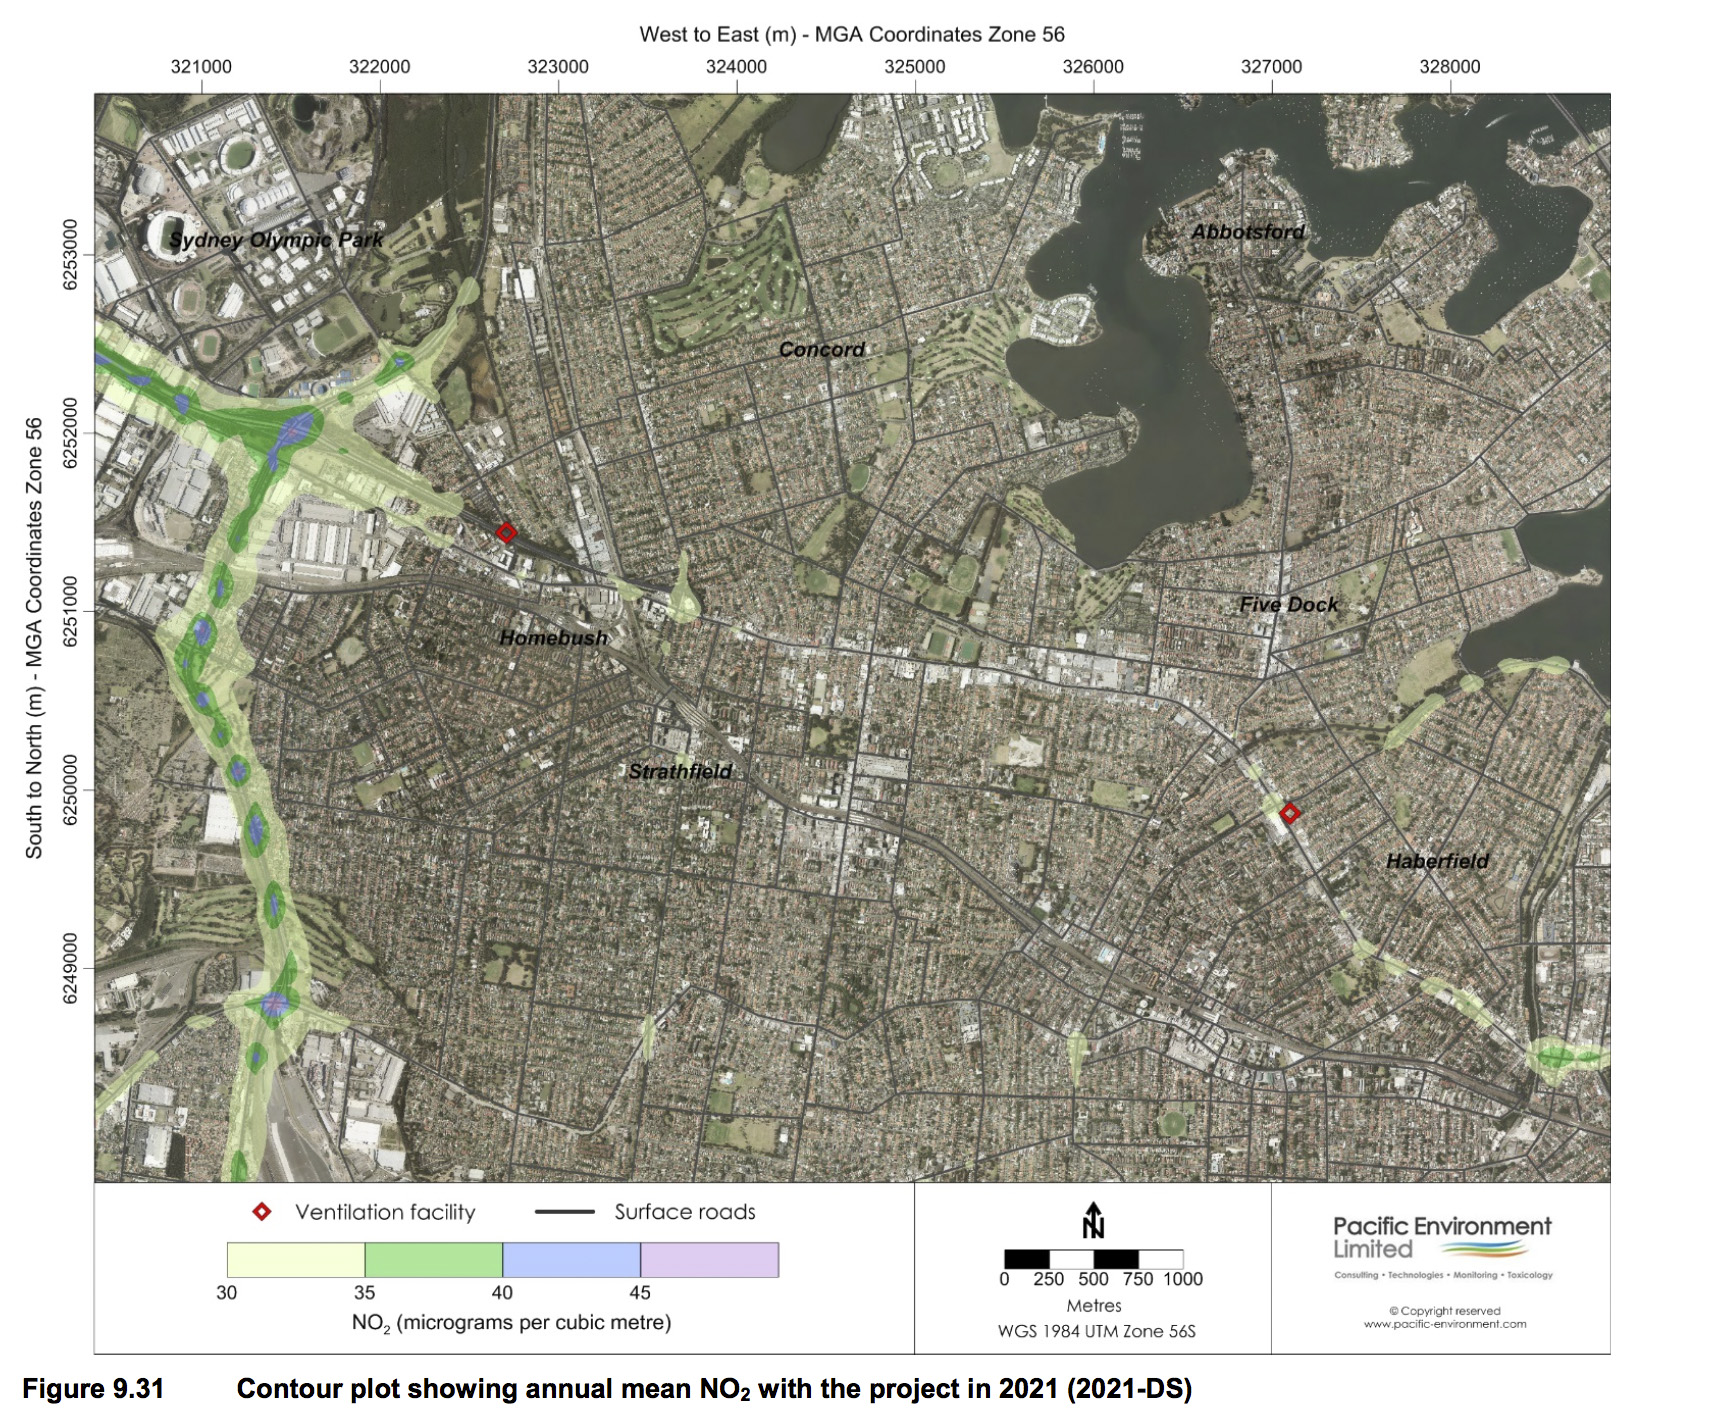 West to East (m) - MGA Coordinates Zone 56
321000 322000 323000 324000 325000 326000 327000 328000
South to North (m) - MGA Coordinates Zone 56
6253000
6252000
6251000
6250000
6249000
Sydney Olympic Park
Abbotsford
Concord
Five Dock
Homebush
Strathfield
Haberfield
Ventilation facility
Surface roads
30 35 40 45
NO₂ (micrograms per cubic metre)
N
0 250 500 750 1000
Metres
WGS 1984 UTM Zone 56S
Pacific Environment
Limited
Consulting • Technologies • Monitoring • Toxicology
© Copyright reserved
www.pacific-environment.com
Figure 9.31 Contour plot showing annual mean NO₂ with the project in 2021 (2021-DS)